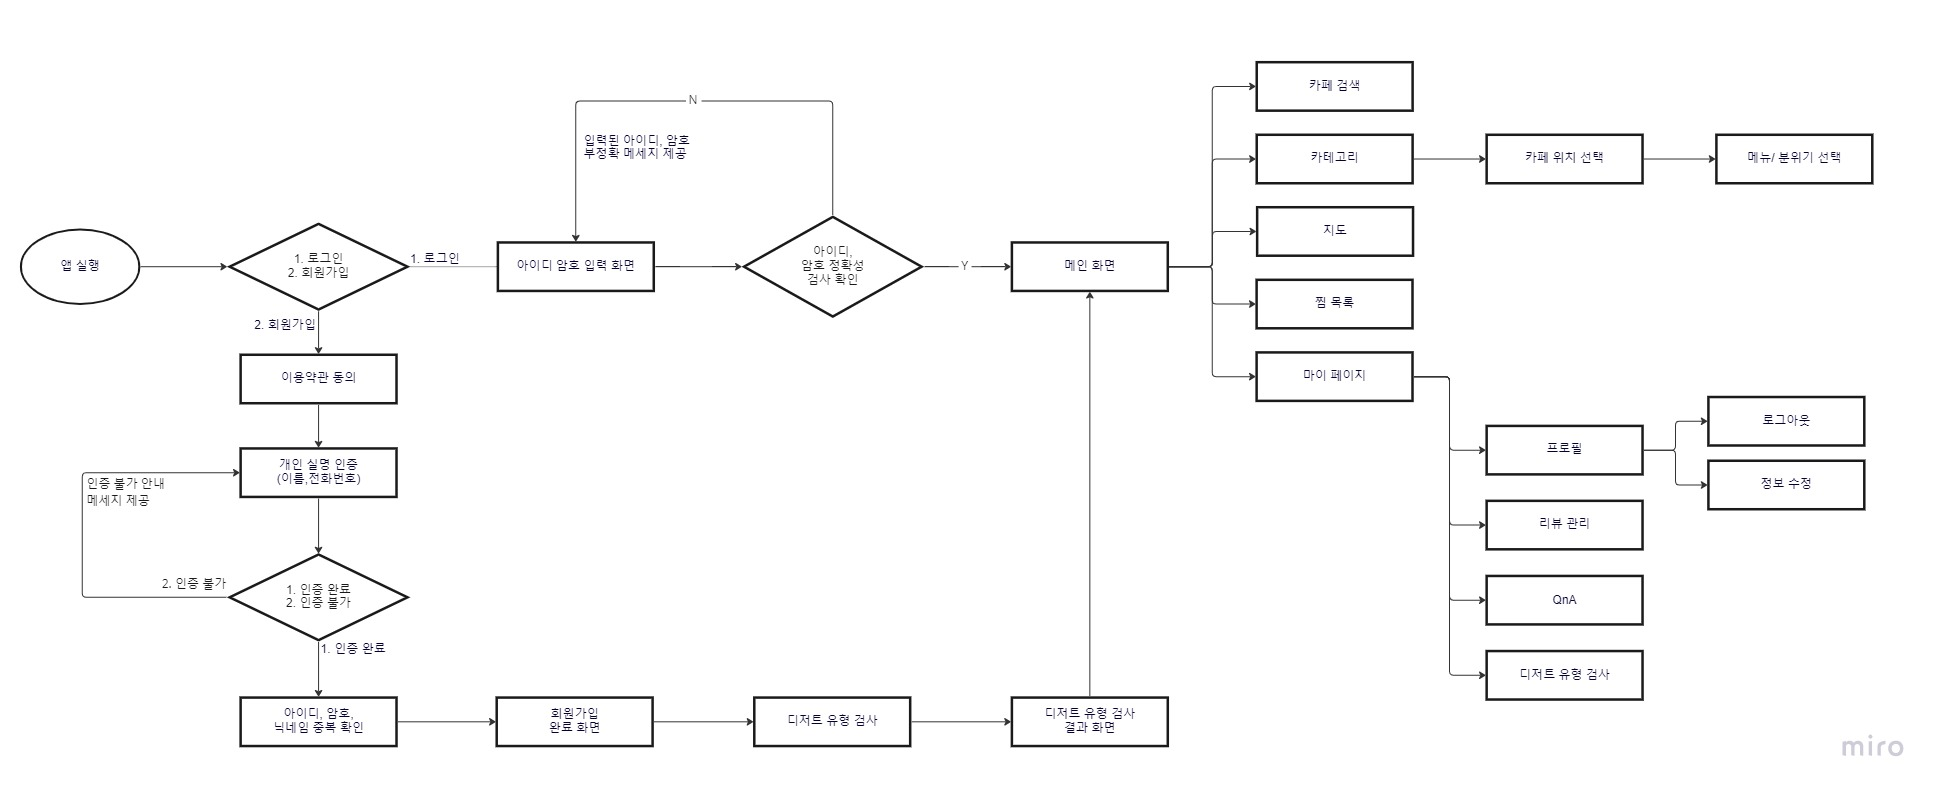 앱 실행
1. 로그인
2. 회원가입
1. 로그인
아이디 암호 입력 화면
N
입력된 아이디, 암호
부정확 메세지 제공
아이디,
암호 정확성
검사 확인
Y
메인 화면
카페 검색
카테고리
카페 위치 선택
메뉴/ 분위기 선택
지도
찜 목록
마이 페이지
프로필
로그아웃
정보 수정
리뷰 관리
QnA
디저트 유형 검사
2. 회원가입
이용약관 동의
개인 실명 인증
(이름,전화번호)
인증 불가 안내
메세지 제공
2. 인증 불가
1. 인증 완료
2. 인증 불가
1. 인증 완료
아이디, 암호,
닉네임 중복 확인
회원가입
완료 화면
디저트 유형 검사
디저트 유형 검사
결과 화면
miro